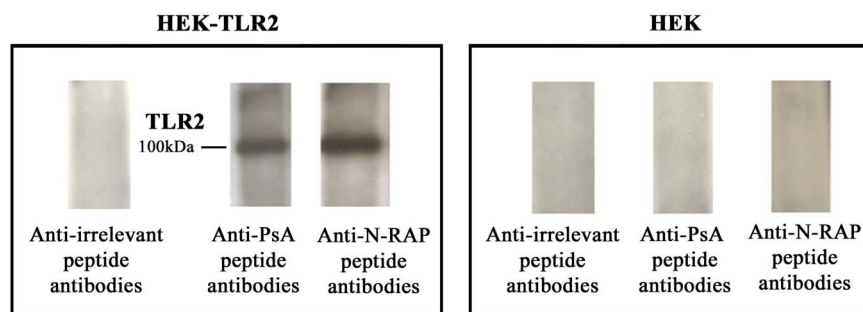 HEK-TLR2
TLR2
100kDa
Anti-irrelevant
peptide
antibodies
Anti-PsA
peptide
antibodies
Anti-N-RAP
peptide
antibodies
HEK
Anti-irrelevant
peptide
antibodies
Anti-PsA
peptide
antibodies
Anti-N-RAP
peptide
antibodies